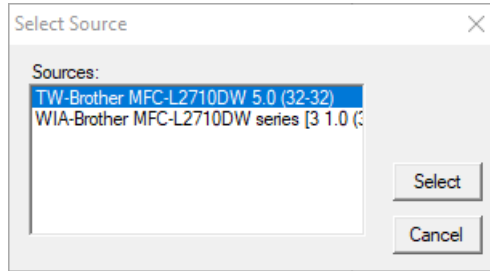 Select Source
Sources:
TW-Brother MFC-L2710DW 5.0 (32-32)
WIA-Brother MFC-L2710DW series [3 1.0 (3
Select
Cancel